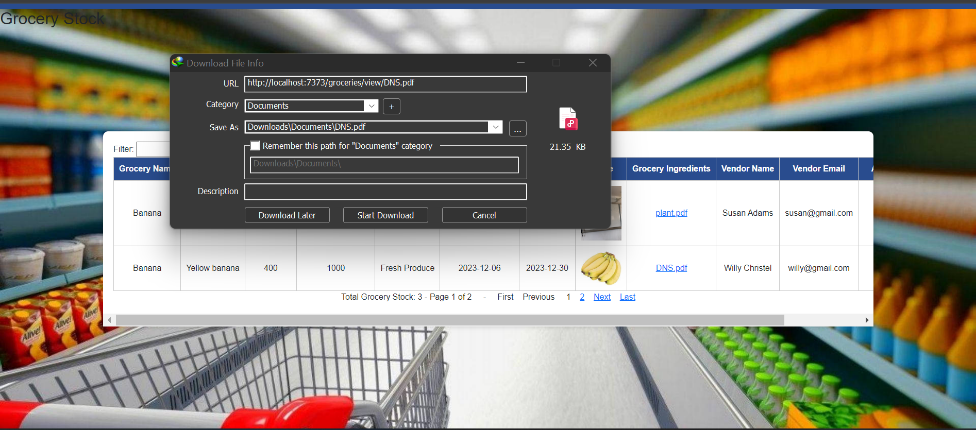 Grocery Stock
Download File Info
URL http://localhost:7373/groceries/view/DNS.pdf
Category Documents +
Save As Downloads\Documents\DNS.pdf ...
21.35 KB
Remember this path for "Documents" category
Downloads\Documents\
Description
Download Later Start Download Cancel
Filter:
Grocery Nam Grocery Ingredients Vendor Name Vendor Email
Banana plant.pdf Susan Adams susan@gmail.com
Banana Yellow banana 400 1000 Fresh Produce 2023-12-06 2023-12-30 DNS.pdf Willy Christel willy@gmail.com
Total Grocery Stock: 3 - Page 1 of 2 - First Previous 1 2 Next Last